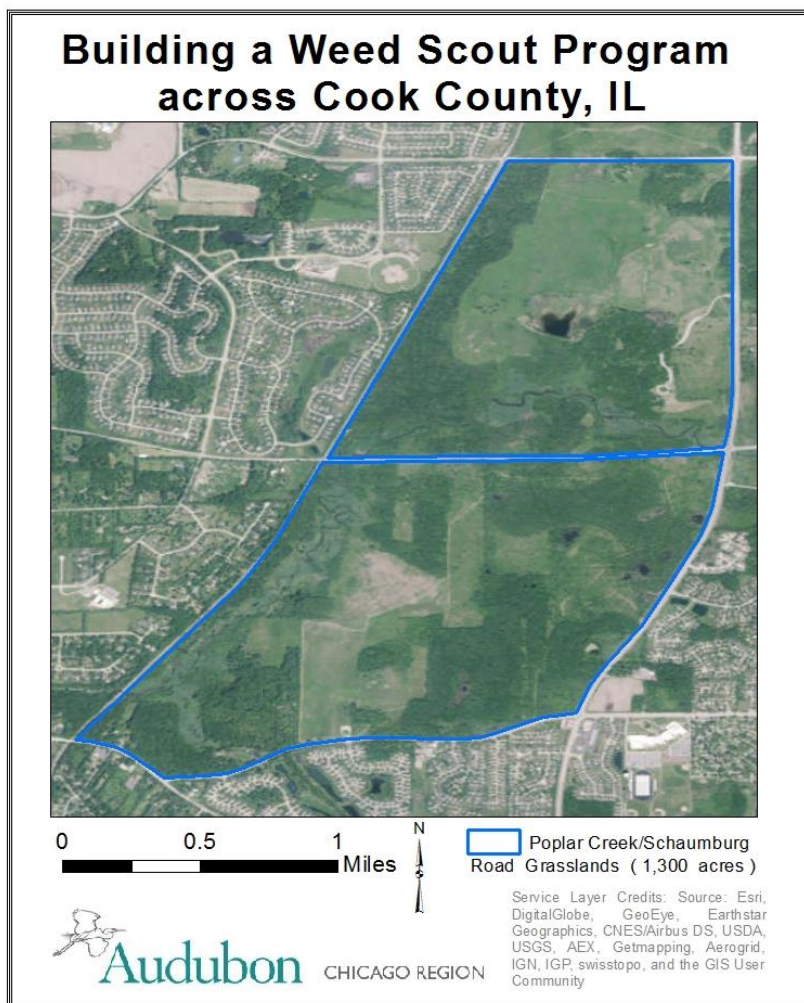 Building a Weed Scout Program
across Cook County, IL
0 0.5 1
Miles
N
S
Poplar Creek/Schaumburg
Road Grasslands ( 1,300 acres )
Service Layer Credits: Source: Esri,
DigitalGlobe, GeoEye, Earthstar
Geographics, CNES/Airbus DS, USDA,
USGS, AEX, Getmapping, Aerogrid,
IGN, IGP, swisstopo, and the GIS User
Community
Audubon CHICAGO REGION